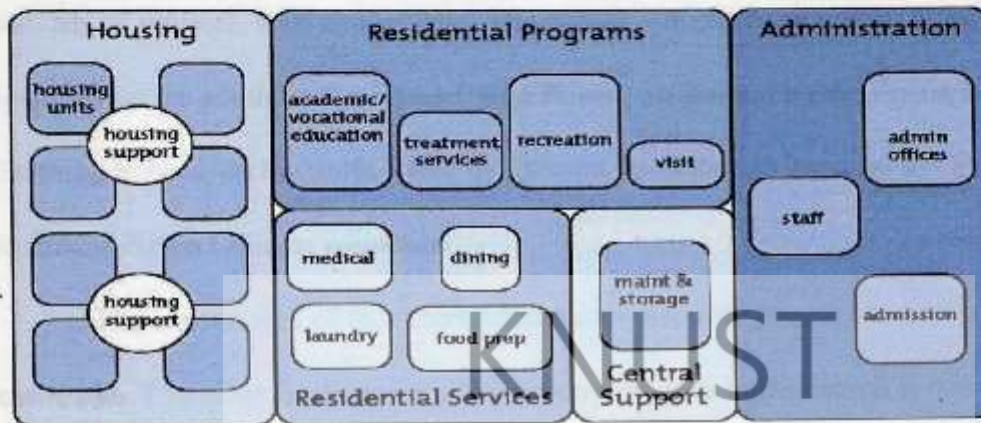 Housing
housing
units
housing
support
housing
support
Residential Programs
academic/
vocational
education
treatment
services
recreation
visit
medical
dining
laundry
food prep
Residential Services
maint &
storage
Central
Support
Administration
admin
offices
staff
admission
KNUST